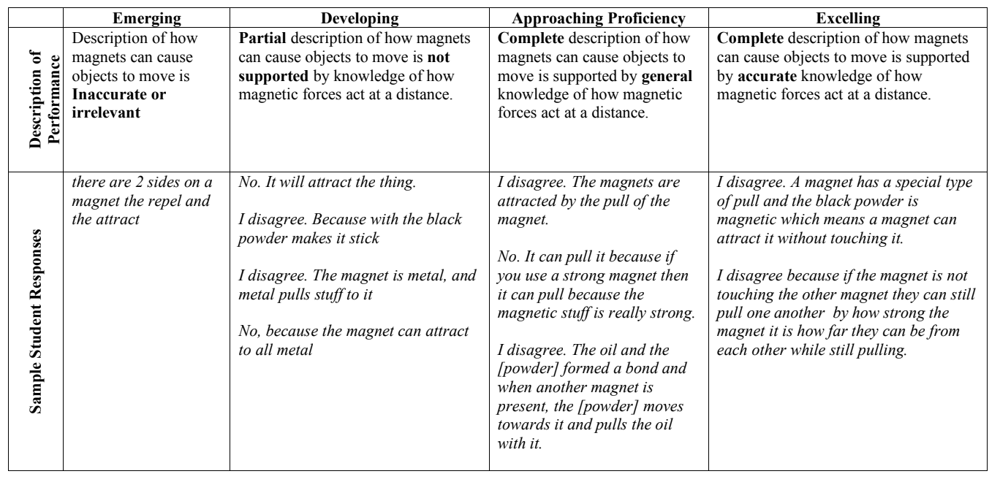 Emerging
Developing
Approaching Proficiency
Excelling
Description of
Performance
Description of how
magnets can cause
objects to move is
Inaccurate or
irrelevant
Partial description of how magnets
can cause objects to move is not
supported by knowledge of how
magnetic forces act at a distance.
Complete description of how
magnets can cause objects to
move is supported by general
knowledge of how magnetic
forces act at a distance.
Complete description of how magnets
can cause objects to move is supported
by accurate knowledge of how
magnetic forces act at a distance.
Sample Student Responses
there are 2 sides on a
magnet the repel and
the attract
No. It will attract the thing.
I disagree. Because with the black
powder makes it stick
I disagree. The magnet is metal, and
metal pulls stuff to it
No, because the magnet can attract
to all metal
I disagree. The magnets are
attracted by the pull of the
magnet.
No. It can pull it because if
you use a strong magnet then
it can pull because the
magnetic stuff is really strong.
I disagree. The oil and the
[powder] formed a bond and
when another magnet is
present, the [powder] moves
towards it and pulls the oil
with it.
I disagree. A magnet has a special type
of pull and the black powder is
magnetic which means a magnet can
attract it without touching it.
I disagree because if the magnet is not
touching the other magnet they can still
pull one another by how strong the
magnet it is how far they can be from
each other while still pulling.